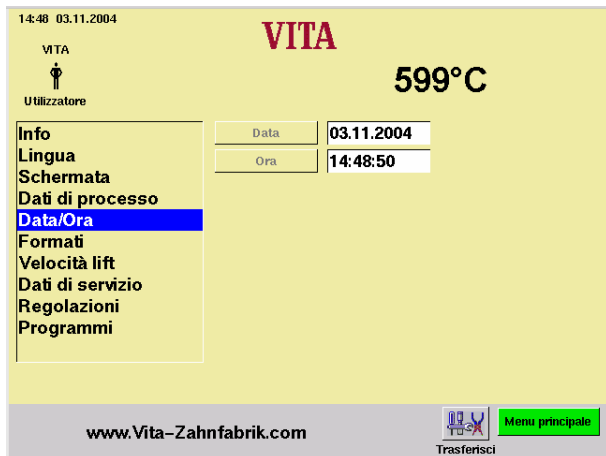 14:48 03.11.2004
VITA
VITA
599°C
Utilizzatore
Info
Lingua
Schermata
Dati di processo
Data/Ora
Formati
Velocità lift
Dati di servizio
Regolazioni
Programmi
Data 03.11.2004
Ora 14:48:50
www.Vita-Zahnfabrik.com
Trasferisci
Menu principale